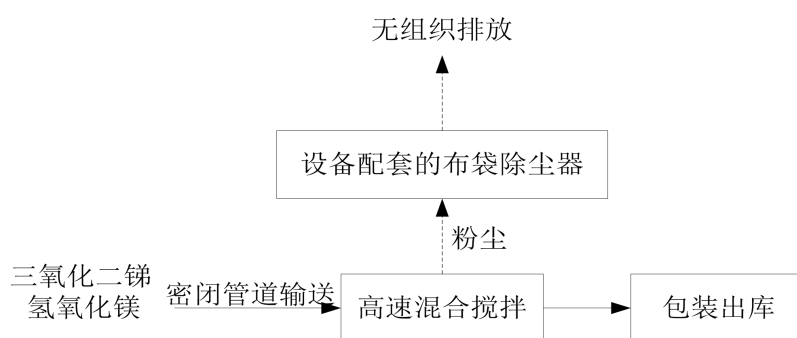 无组织排放
设备配套的布袋除尘器
粉尘
三氧化二锑
氢氧化镁
密闭管道输送
高速混合搅拌
包装出库